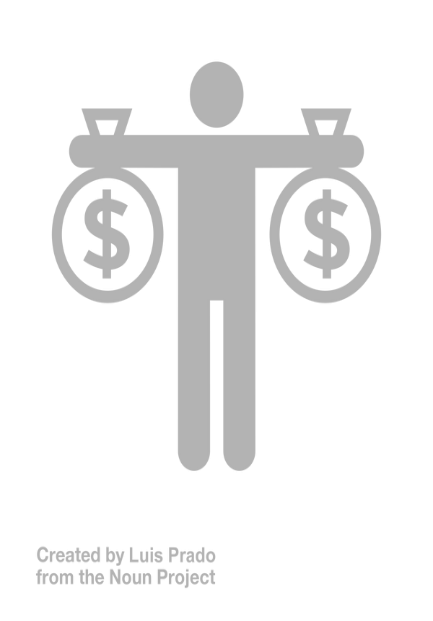 $ $
Created by Luis Prado
from the Noun Project